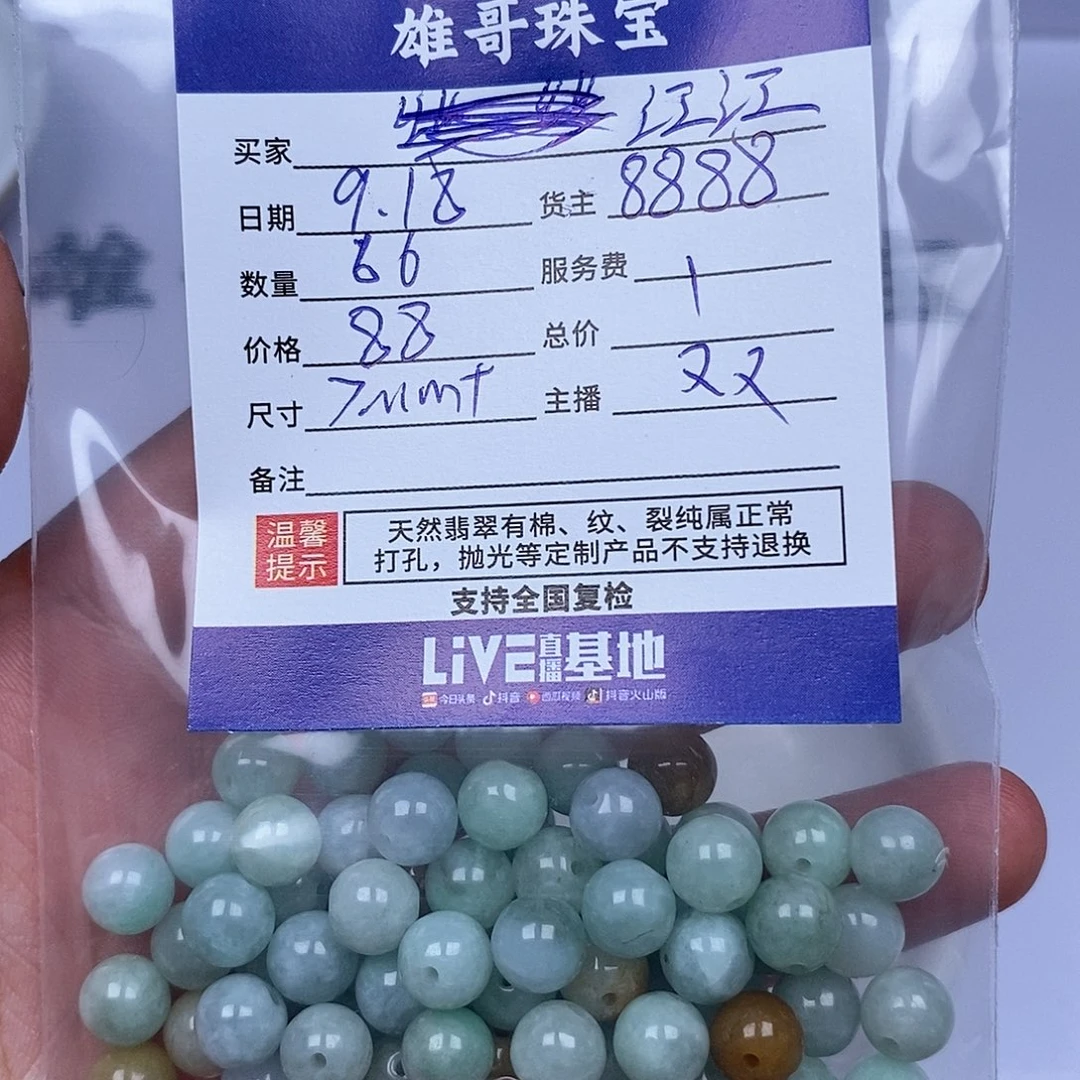 雄哥珠宝
买家 江江
日期 9.18 货主 8888
数量 66 服务费 1
价格 88 总价
尺寸 7mm+ 主播 双
备注
温馨提示
天然翡翠有棉、纹、裂纯属正常
打孔，抛光等定制产品不支持退换
支持全国复检
LiVE直播基地
今日头条 抖音 西瓜视频 抖音火山版